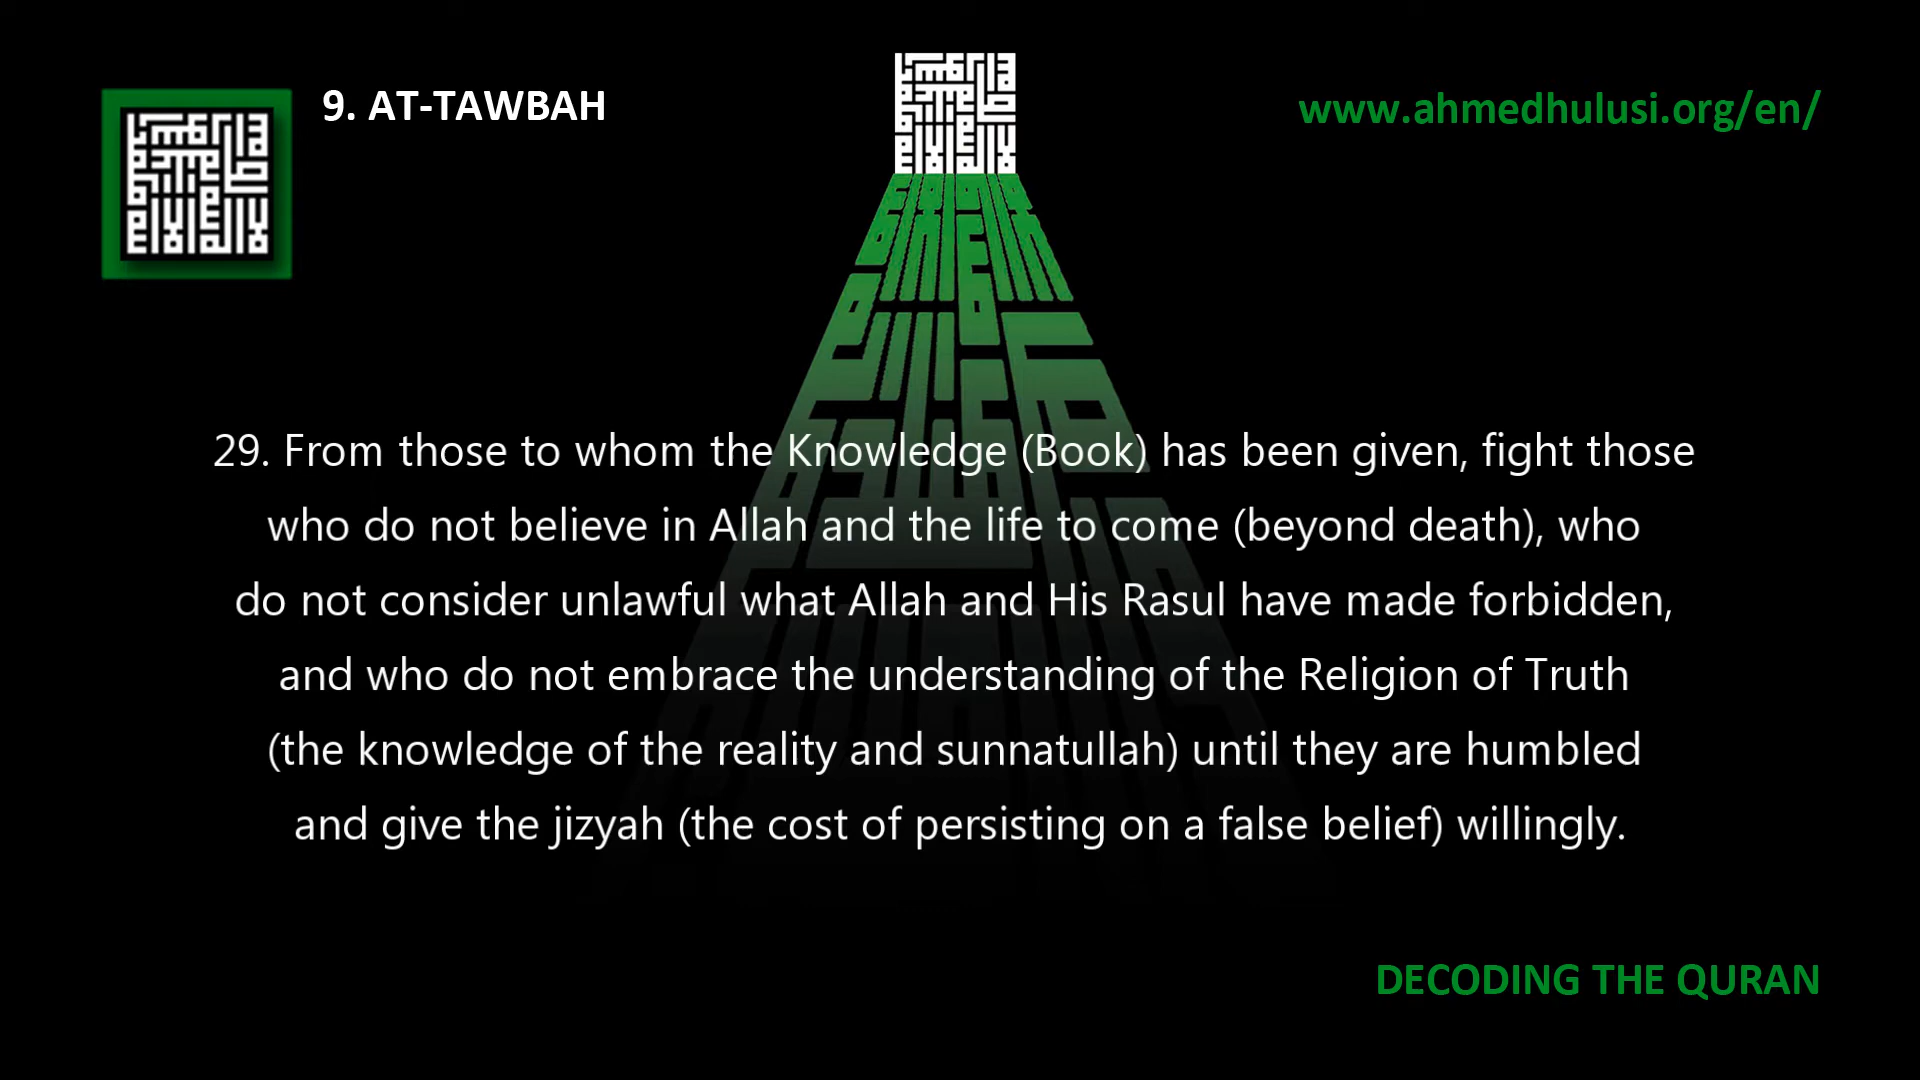 9. AT-TAWBAH
www.ahmedhulusi.org/en/
29. From those to whom the Knowledge (Book) has been given, fight those
who do not believe in Allah and the life to come (beyond death), who
do not consider unlawful what Allah and His Rasul have made forbidden,
and who do not embrace the understanding of the Religion of Truth
(the knowledge of the reality and sunnatullah) until they are humbled
and give the jizyah (the cost of persisting on a false belief) willingly.
DECODING THE QURAN